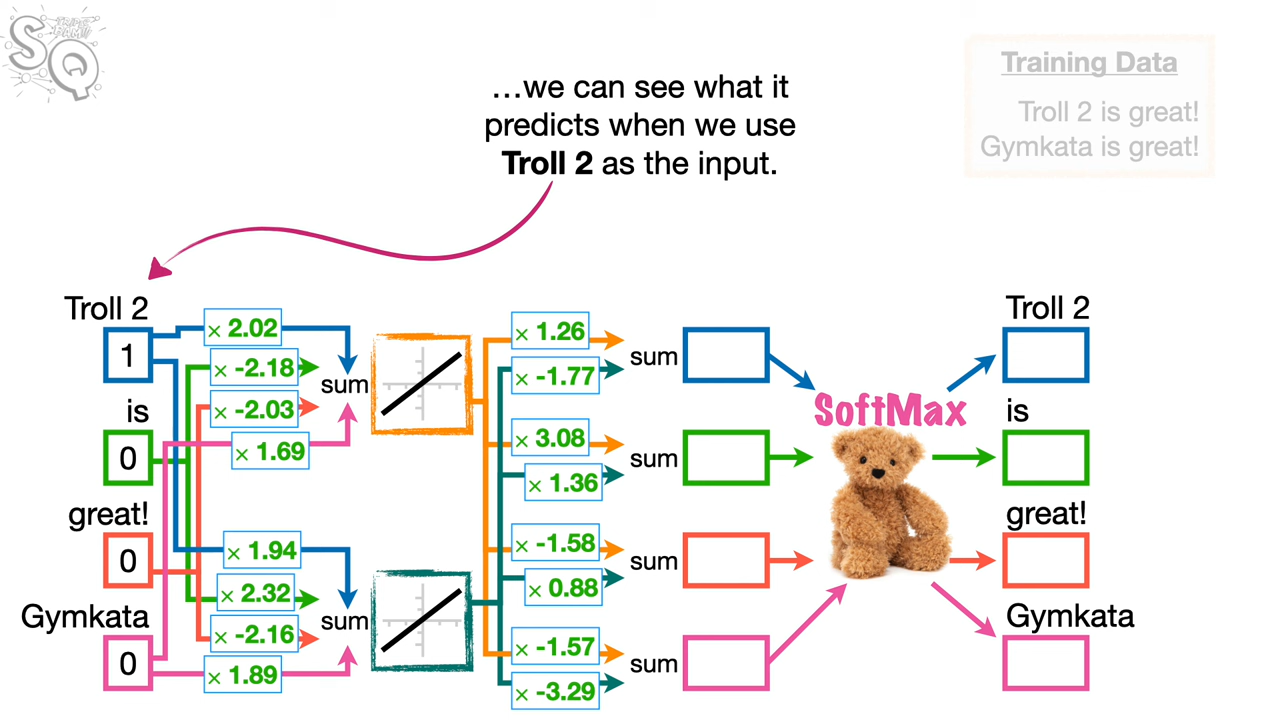 SQ
TRIPLE BAM!!
...we can see what it
predicts when we use
Troll 2 as the input.
Training Data
Troll 2 is great!
Gymkata is great!
Troll 2
1
is
0
great!
0
Gymkata
0
× 2.02
× -2.18
× -2.03
× 1.69
sum
× 1.94
× 2.32
× -2.16
× 1.89
sum
× 1.26
× -1.77
sum
× 3.08
× 1.36
sum
× -1.58
× 0.88
sum
× -1.57
× -3.29
sum
SoftMax
Troll 2
is
great!
Gymkata